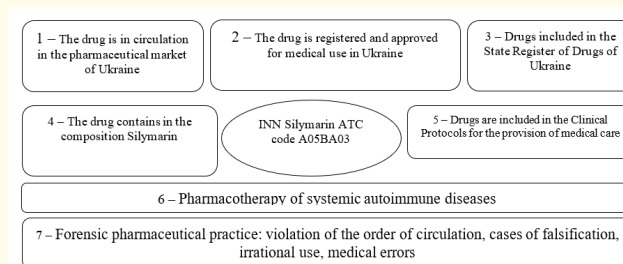 1 – The drug is in circulation
in the pharmaceutical market
of Ukraine
2 – The drug is registered and approved
for medical use in Ukraine
3 – Drugs included in the
State Register of Drugs of
Ukraine
4 – The drug contains in the
composition Silymarin
INN Silymarin ATC
code A05BA03
5 – Drugs are included in the Clinical
Protocols for the provision of medical care
6 – Pharmacotherapy of systemic autoimmune diseases
7 – Forensic pharmaceutical practice: violation of the order of circulation, cases of falsification,
irrational use, medical errors